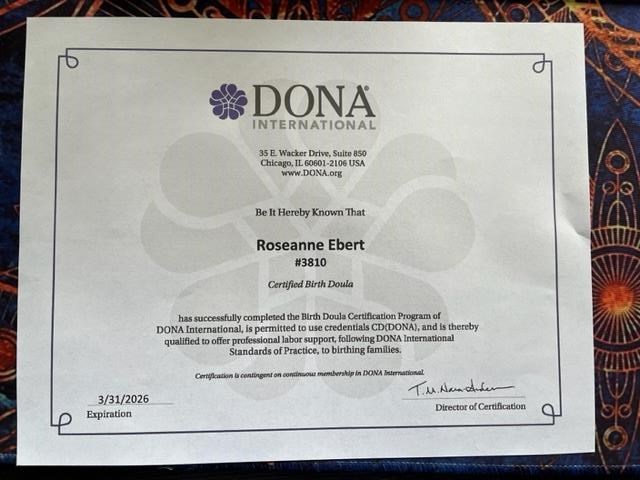 DONA®
INTERNATIONAL
35 E. Wacker Drive, Suite 850
Chicago, IL 60601-2106 USA
www.DONA.org
Be It Hereby Known That
Roseanne Ebert
#3810
Certified Birth Doula
has successfully completed the Birth Doula Certification Program of
DONA International, is permitted to use credentials CD(DONA), and is thereby
qualified to offer professional labor support, following DONA International
Standards of Practice, to birthing families.
Certification is contingent on continuous membership in DONA International.
3/31/2026
Expiration
Director of Certification